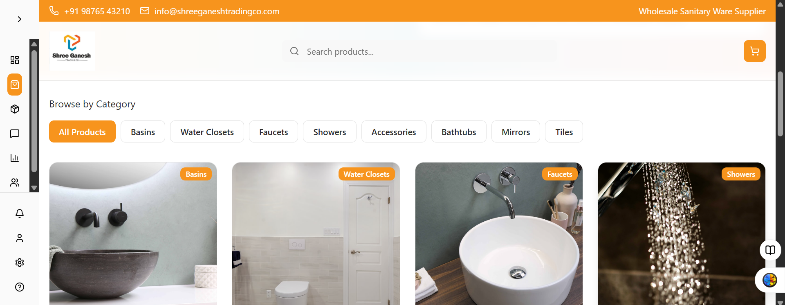 +91 98765 43210 info@shreeganeshtradingco.com Wholesale Sanitary Ware Supplier
Shree Ganesh
Search products...
Browse by Category
All Products Basins Water Closets Faucets Showers Accessories Bathtubs Mirrors Tiles
Basins Water Closets Faucets Showers